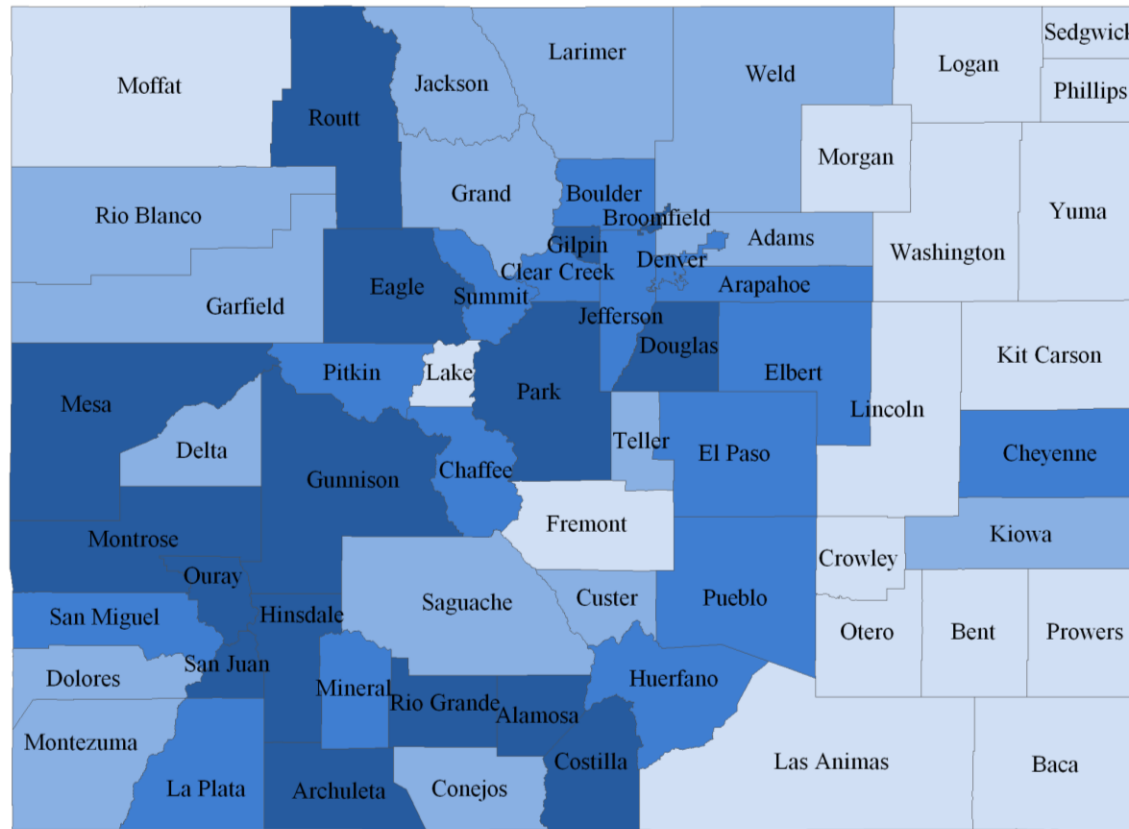 Sedgwick
Larimer
Logan
Weld
Moffat
Jackson
Phillips
Routt
Morgan
Grand
Boulder
Yuma
Rio Blanco
Broomfield
Adams
Gilpin
Washington
Denver
Clear Creek
Eagle
Arapahoe
Summit
Garfield
Jefferson
Douglas
Kit Carson
Pitkin
Lake
Elbert
Park
Mesa
Lincoln
Teller
Delta
El Paso
Cheyenne
Chaffee
Gunnison
Fremont
Kiowa
Montrose
Crowley
Ouray
Pueblo
Saguache
Custer
San Miguel
Hinsdale
Otero
Bent
Prowers
San Juan
Dolores
Huerfano
Mineral
Rio Grande
Alamosa
Montezuma
Costilla
Las Animas
Baca
La Plata
Archuleta
Conejos